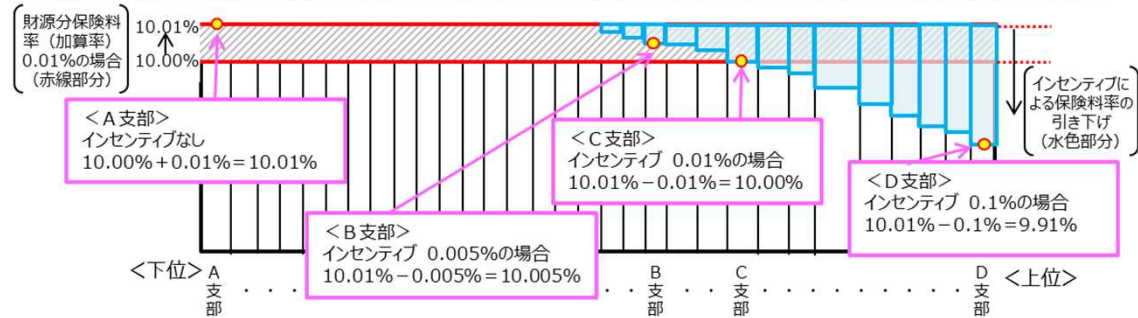 財源分保険料
率（加算率）
0.01%の場合
（赤線部分）
10.01%
10.00%
インセンティブに
よる保険料率の
引き下げ
（水色部分）
＜A支部＞
インセンティブなし
10.00%＋0.01%＝10.01%
＜B支部＞
インセンティブ 0.005%の場合
10.01%－0.005%＝10.005%
＜C支部＞
インセンティブ 0.01%の場合
10.01%－0.01%＝10.00%
＜D支部＞
インセンティブ 0.1%の場合
10.01%－0.1%＝9.91%
＜下位＞
A支部
B支部
C支部
D支部
＜上位＞